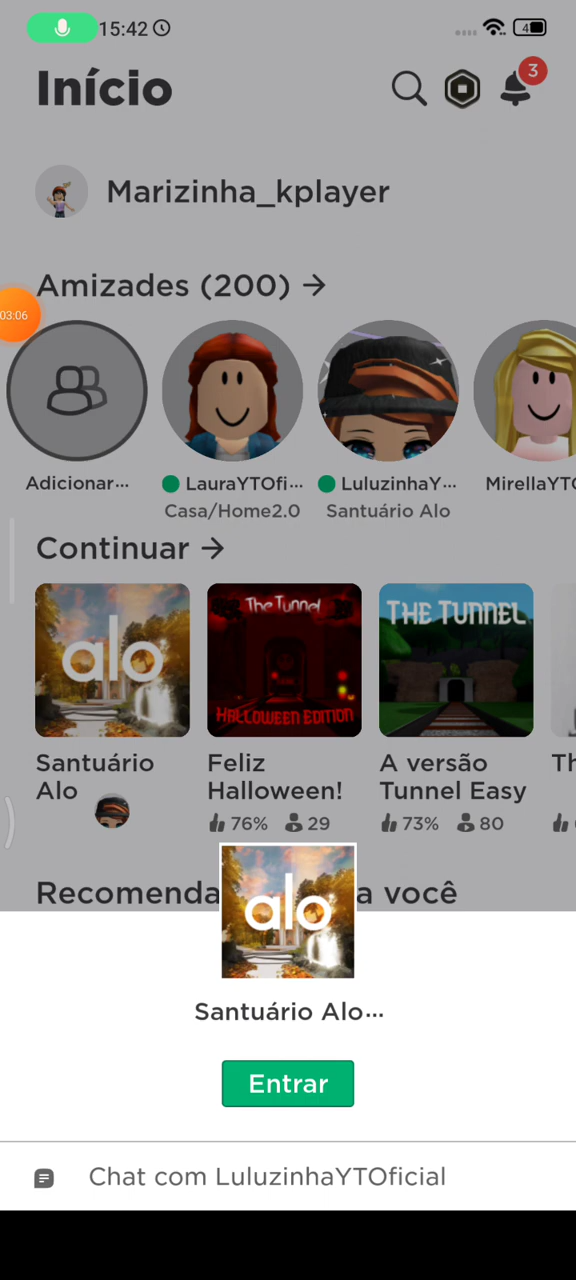 15:42
4
Início
3
Marizinha_kplayer
Amizades (200) →
03:06
Adicionar···
LauraYTOfi···
LuluzinhaY···
MirellaYTO
Casa/Home2.0
Santuário Alo
Continuar →
alo
The Tunnel
HALLOWEEN EDITION
THE TUNNEL
Santuário
Alo
Feliz
Halloween!
A versão
Tunnel Easy
Th
76%
29
73%
80
Recomenda
a você
alo
Santuário Alo···
Entrar
Chat com LuluzinhaYTOficial